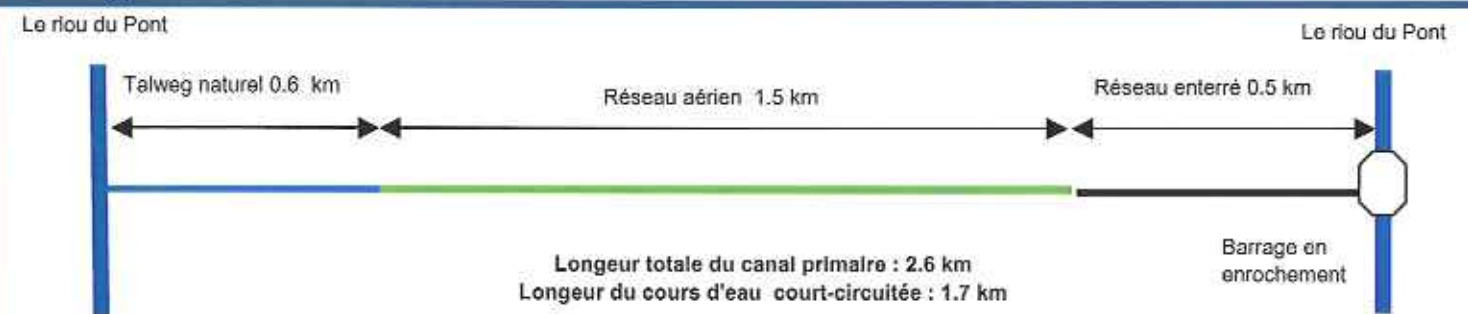 Le riou du Pont
Le riou du Pont
Talweg naturel 0.6 km
Réseau aérien 1.5 km
Réseau enterré 0.5 km
Barrage en
enrochement
Longueur totale du canal primaire : 2.6 km
Longueur du cours d'eau court-circuitée : 1.7 km